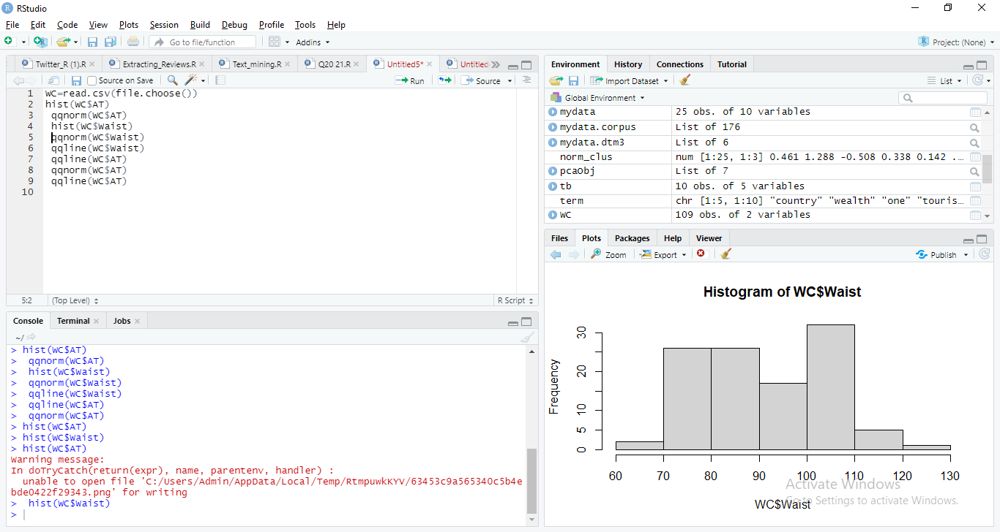 RStudio
File Edit Code View Plots Session Build Debug Profile Tools Help
Go to file/function Addins Project: (None)
Twitter_R (1).R Extracting_Reviews.R Text_mining.R Q20 21.R Untitled5* Untitled
Source on Save Run Source
1 WC=read.csv(file.choose())
2 hist(WC$AT)
3 qqnorm(WC$AT)
4 hist(WC$Waist)
5 qqnorm(WC$Waist)
6 qqline(WC$Waist)
7 qqline(WC$AT)
8 qqnorm(WC$AT)
9 qqline(WC$AT)
10
5:2 (Top Level) R Script
Console Terminal Jobs
~/
> hist(WC$AT)
> qqnorm(WC$AT)
> hist(WC$Waist)
> qqnorm(WC$Waist)
> qqline(WC$Waist)
> qqline(WC$AT)
> qqnorm(WC$AT)
> hist(WC$AT)
> hist(WC$Waist)
> hist(WC$AT)
Warning message:
In doTryCatch(return(expr), name, parentenv, handler) :
unable to open file 'C:/Users/Admin/AppData/Local/Temp/RtmpuwkKYV/63453c9a565340c5b4e
bde0422f29343.png' for writing
> hist(WC$Waist)
>
Environment History Connections Tutorial
Import Dataset List
Global Environment
mydata 25 obs. of 10 variables
mydata.corpus List of 176
mydata.dtm3 List of 6
norm_clus num [1:25, 1:3] 0.461 1.288 -0.508 0.338 0.142 ...
pcaObj List of 7
tb 10 obs. of 5 variables
term chr [1:5, 1:10] "country" "wealth" "one" "touris...
WC 109 obs. of 2 variables
Files Plots Packages Help Viewer
Zoom Export Publish
Histogram of WC$Waist
Frequency
30
20
10
5
0
60 70 80 90 100 110 120 130
WC$Waist
Activate Windows
Go to Settings to activate Windows.